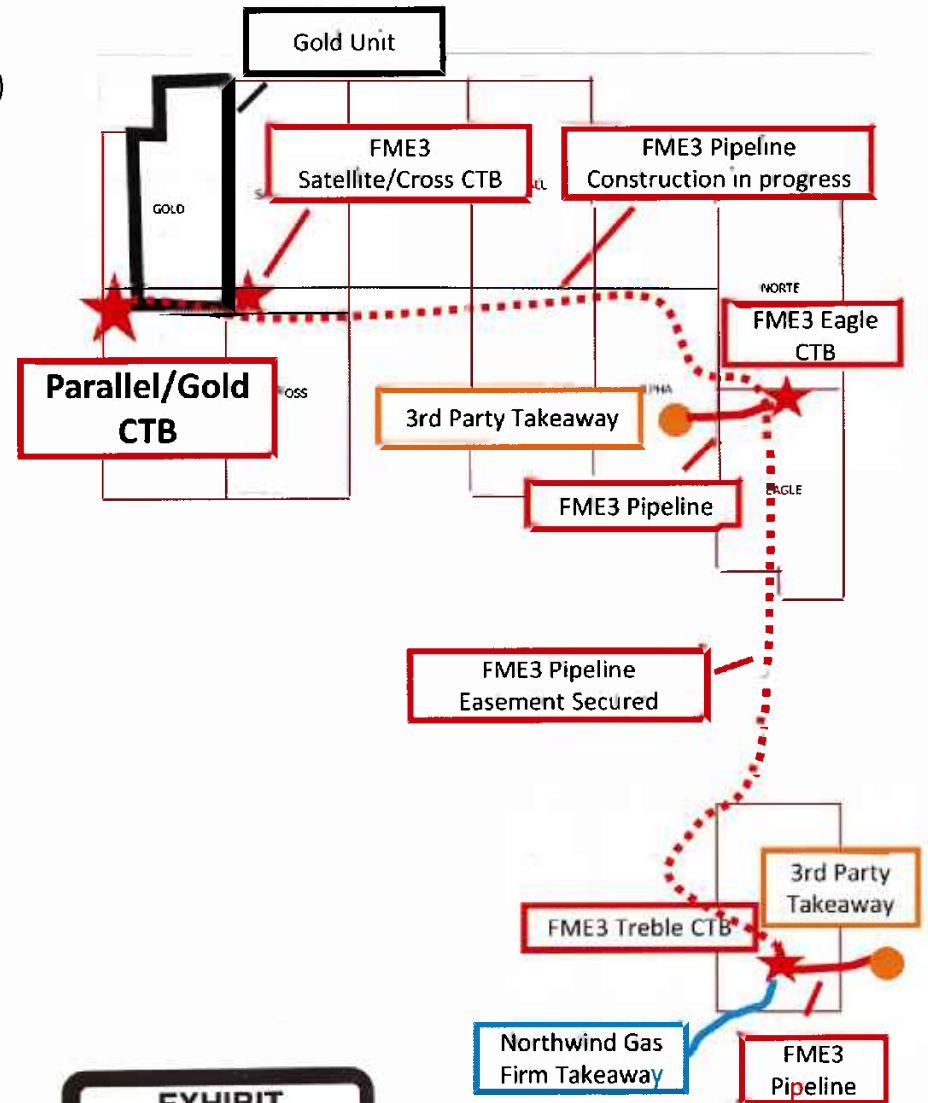 )
Gold Unit
FME3
Satellite/Cross CTB
FME3 Pipeline
Construction in progress
GOLD
NORTE
FME3 Eagle
CTB
Parallel/Gold
CTB
3rd Party Takeaway
FME3 Pipeline
EAGLE
FME3 Pipeline
Easement Secured
3rd Party
Takeaway
FME3 Treble CTB
Northwind Gas
Firm Takeaway
FME3
Pipeline
EXHIBIT